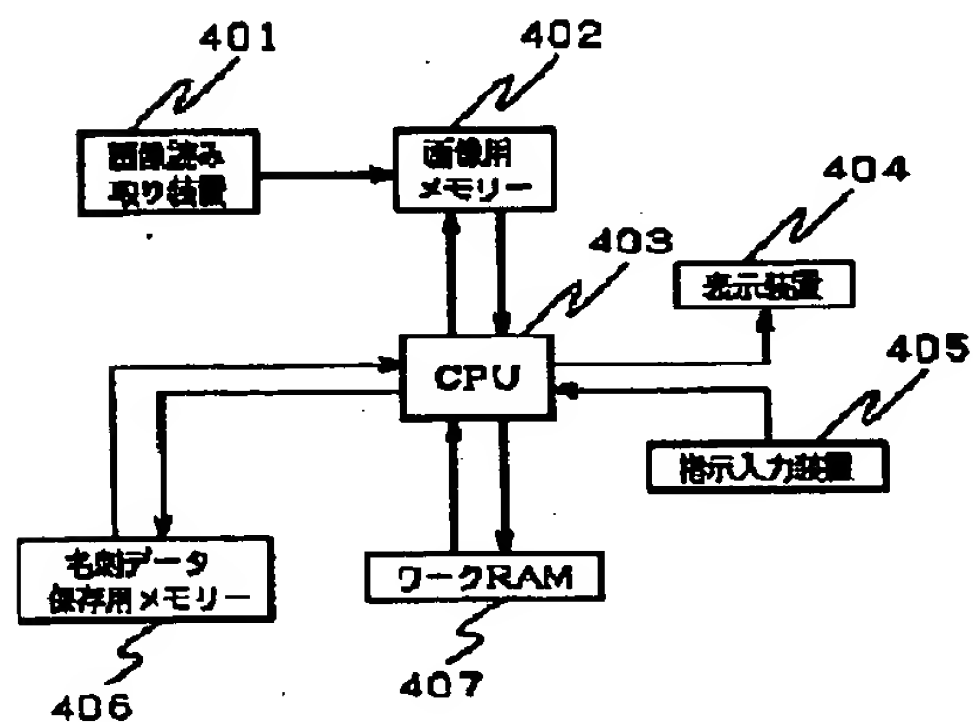 401
402
画像読み
取り装置
画像用
メモリー
403
404
表示装置
CPU
405
指示入力装置
名刺データ
保存用メモリー
ワークRAM
406
407